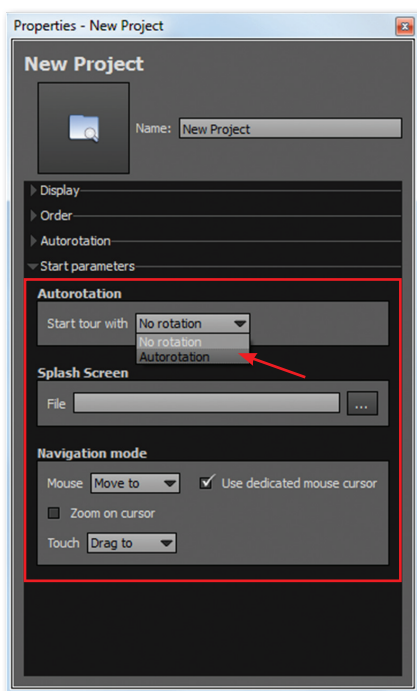 Properties - New Project
New Project
Name: New Project
Display
Order
Autorotation
Start parameters
Autorotation
Start tour with No rotation
No rotation
Autorotation
Splash Screen
File ...
Navigation mode
Mouse Move to Use dedicated mouse cursor
Zoom on cursor
Touch Drag to